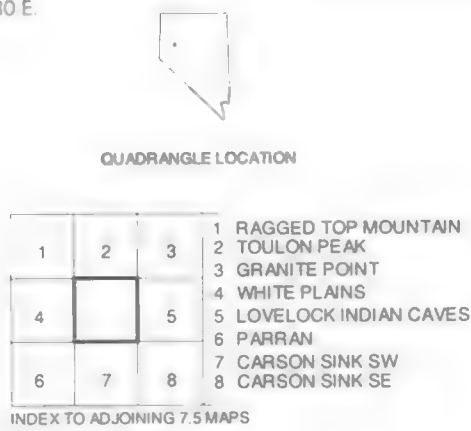 30 E.
QUADRANGLE LOCATION
1 2 3
4 5
6 7 8
1 RAGGED TOP MOUNTAIN
2 TOULON PEAK
3 GRANITE POINT
4 WHITE PLAINS
5 LOVELOCK INDIAN CAVES
6 PARRAN
7 CARSON SINK SW
8 CARSON SINK SE
INDEX TO ADJOINING 7.5 MAPS